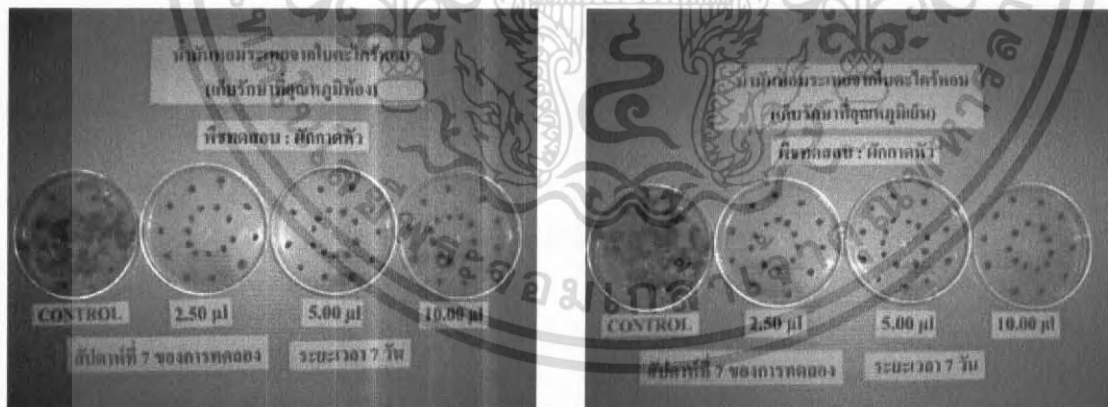 น้ำมันหอมระเหยจากใบตะไคร้หอม
(เก็บรักษาที่อุณหภูมิห้อง)
พืชทดสอบ : ผักกาดหัว
CONTROL 2.50 µl 5.00 µl 10.00 µl
สัปดาห์ที่ 7 ของการทดลอง ระยะเวลา 7 วัน
น้ำมันหอมระเหยจากใบตะไคร้หอม
(เก็บรักษาที่อุณหภูมิเย็น)
พืชทดสอบ : ผักกาดหัว
CONTROL 2.50 µl 5.00 µl 10.00 µl
สัปดาห์ที่ 7 ของการทดลอง ระยะเวลา 7 วัน